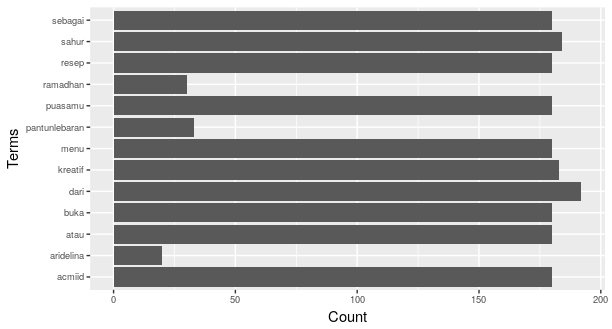 sebagai
sahur
resep
ramadhan
puasamu
pantunlebaran
menu
kreatif
dari
buka
atau
aridelina
acmiid
Terms
0 50 100 150 200
Count